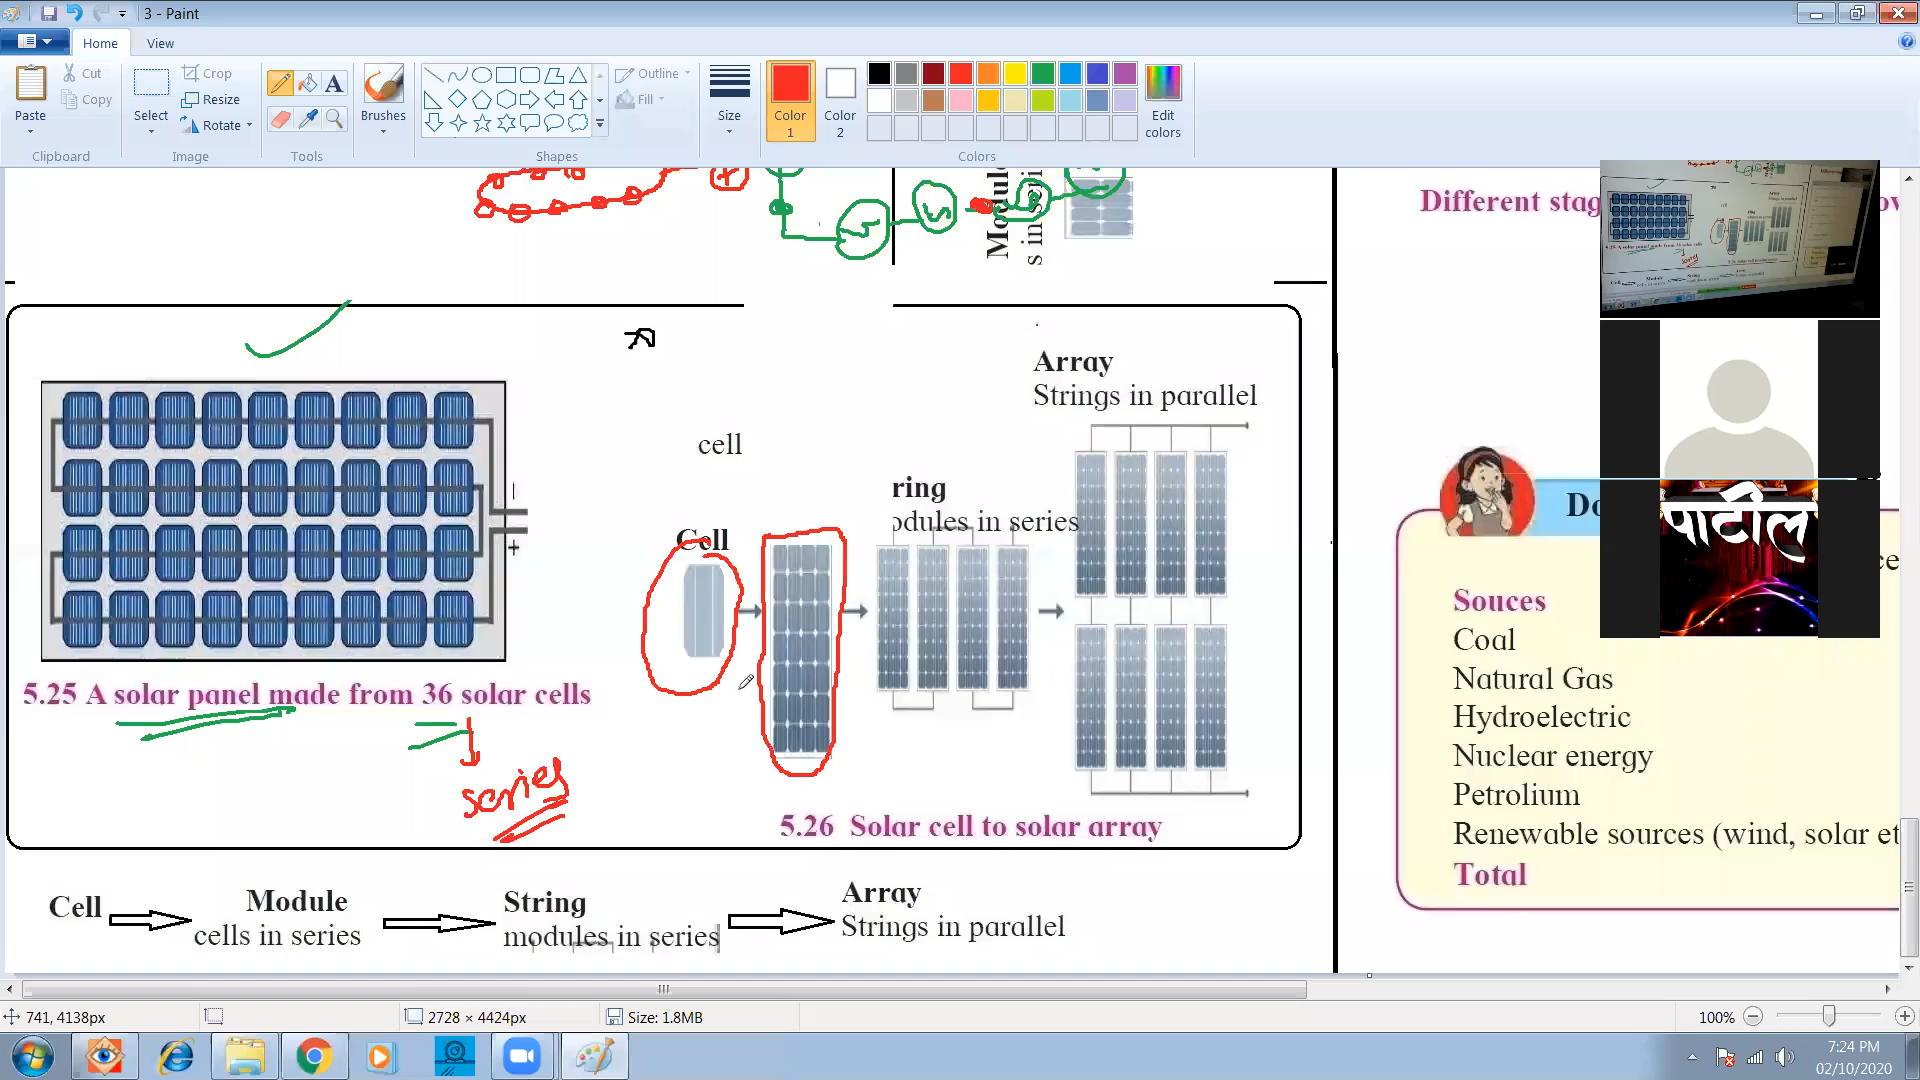 3 - Paint
Home
View
Paste
Cut
Copy
Clipboard
Select
Crop
Resize
Rotate
Image
A
Tools
Brushes
Shapes
Outline
Fill
Size
Color 1
Color 2
Edit colors
Colors
Different stag
Array
Strings in parallel
cell
ring
odules in series
Cell
+
5.25 A solar panel made from 36 solar cells
series
5.26 Solar cell to solar array
Cell
Module
cells in series
String
modules in series
Array
Strings in parallel
Do
पाटील
ce
Souces
Coal
Natural Gas
Hydroelectric
Nuclear energy
Petrolium
Renewable sources (wind, solar et
Total
741, 4138px
2728 × 4424px
Size: 1.8MB
100%
7:24 PM
02/10/2020